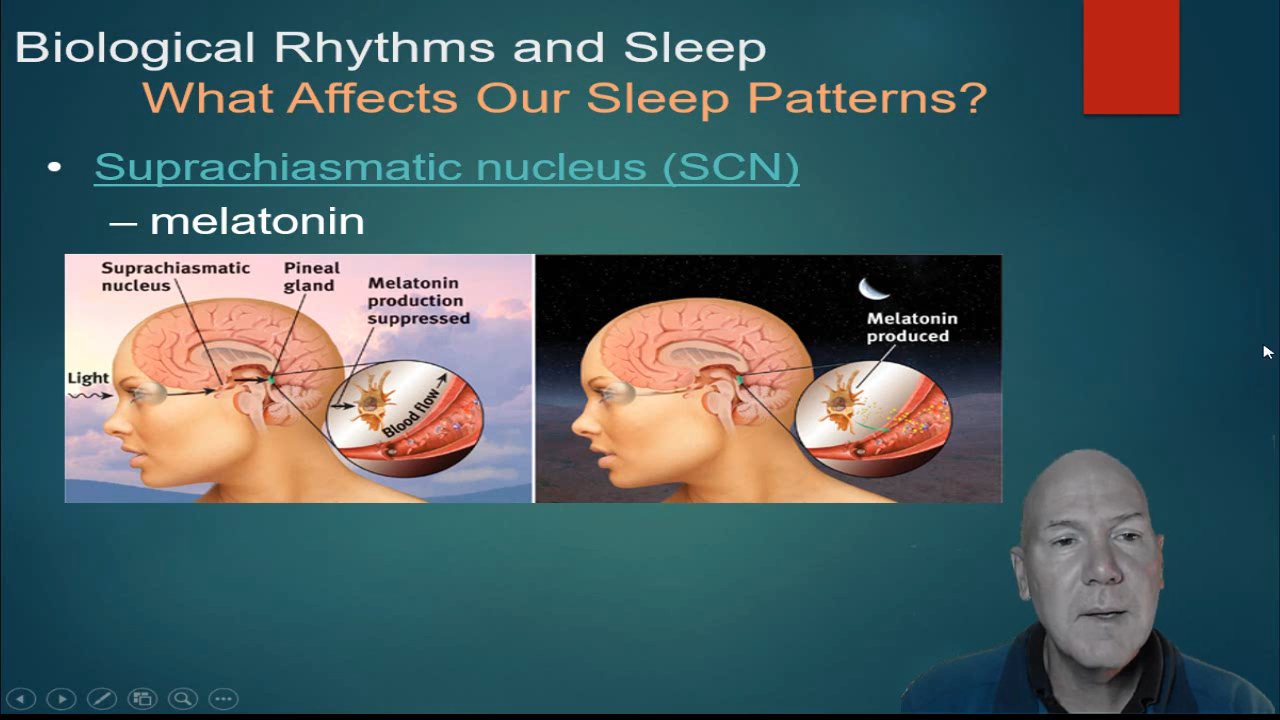 Biological Rhythms and Sleep
What Affects Our Sleep Patterns?
• Suprachiasmatic nucleus (SCN)
– melatonin
Suprachiasmatic
nucleus
Pineal
gland
Melatonin
production
suppressed
Light
Blood flow
Melatonin
produced